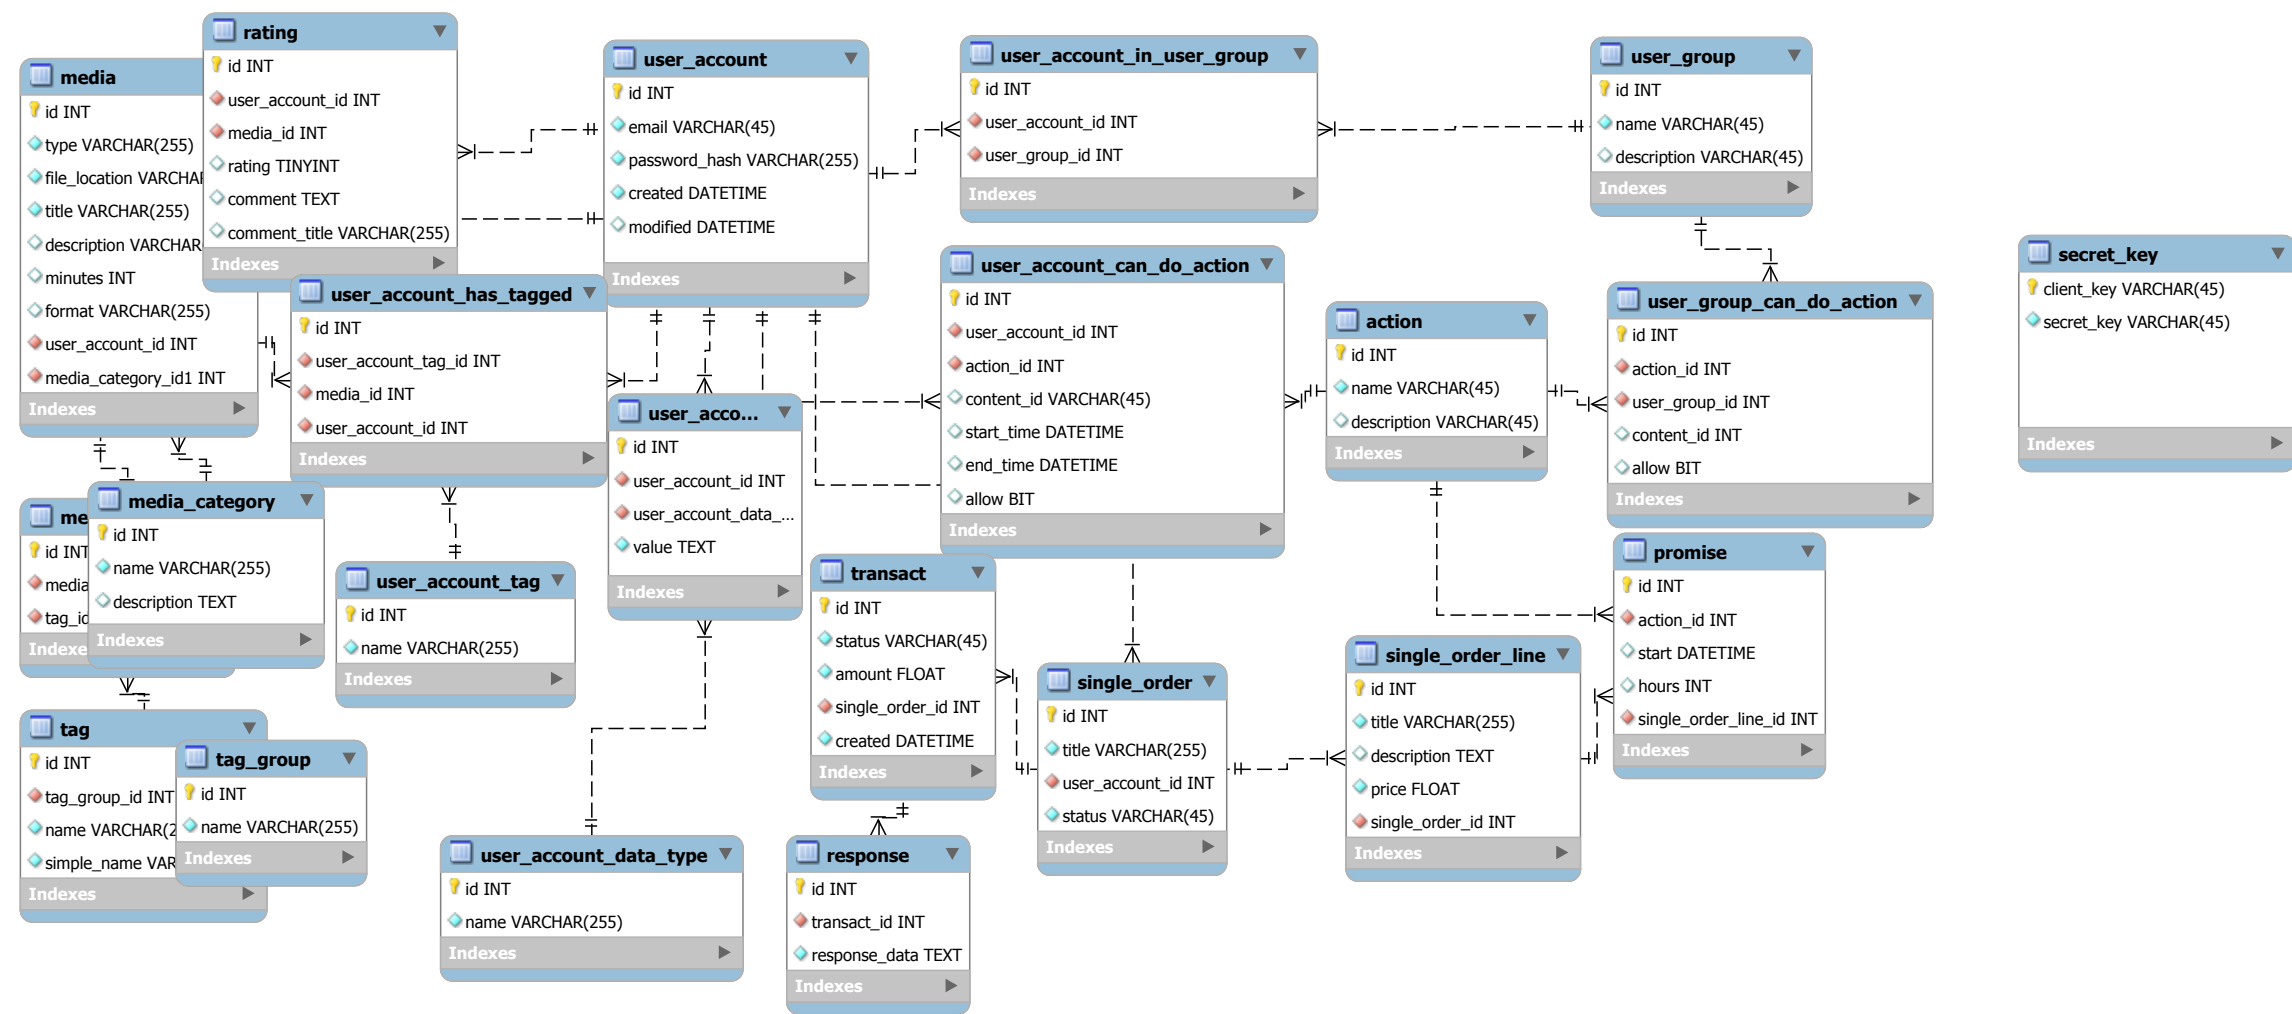 media
id INT
type VARCHAR(255)
file_location VARCHAR
title VARCHAR(255)
description VARCHAR
minutes INT
format VARCHAR(255)
user_account_id INT
media_category_id1 INT
Indexes
rating
id INT
user_account_id INT
media_id INT
rating TINYINT
comment TEXT
comment_title VARCHAR(255)
Indexes
user_account
id INT
email VARCHAR(45)
password_hash VARCHAR(255)
created DATETIME
modified DATETIME
Indexes
user_account_in_user_group
id INT
user_account_id INT
user_group_id INT
Indexes
user_group
id INT
name VARCHAR(45)
description VARCHAR(45)
Indexes
secret_key
client_key VARCHAR(45)
secret_key VARCHAR(45)
Indexes
user_account_has_tagged
id INT
user_account_tag_id INT
media_id INT
user_account_id INT
Indexes
user_account_can_do_action
id INT
user_account_id INT
action_id INT
content_id VARCHAR(45)
start_time DATETIME
end_time DATETIME
allow BIT
Indexes
action
id INT
name VARCHAR(45)
description VARCHAR(45)
Indexes
user_group_can_do_action
id INT
action_id INT
user_group_id INT
content_id INT
allow BIT
Indexes
user_acco...
id INT
user_account_id INT
user_account_data_...
value TEXT
Indexes
me
id INT
media
tag_id
Indexe
media_category
id INT
name VARCHAR(255)
description TEXT
Indexes
user_account_tag
id INT
name VARCHAR(255)
Indexes
transact
id INT
status VARCHAR(45)
amount FLOAT
single_order_id INT
created DATETIME
Indexes
single_order
id INT
title VARCHAR(255)
user_account_id INT
status VARCHAR(45)
Indexes
single_order_line
id INT
title VARCHAR(255)
description TEXT
price FLOAT
single_order_id INT
Indexes
promise
id INT
action_id INT
start DATETIME
hours INT
single_order_line_id INT
Indexes
tag
id INT
tag_group_id INT
name VARCHAR(2
simple_name VAR
Indexes
tag_group
id INT
name VARCHAR(255)
Indexes
user_account_data_type
id INT
name VARCHAR(255)
Indexes
response
id INT
transact_id INT
response_data TEXT
Indexes